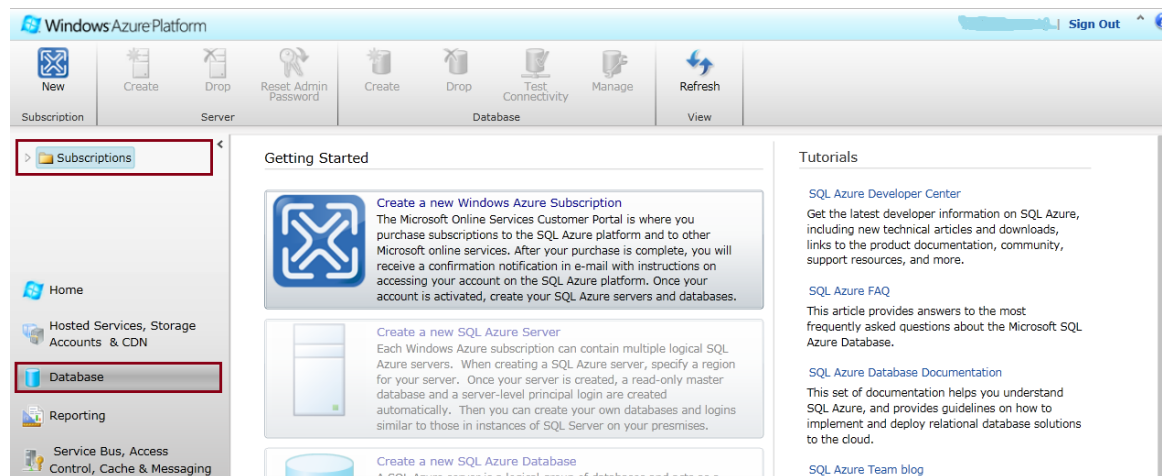 Windows Azure Platform
| Sign Out
New
Create
Drop
Reset Admin
Password
Create
Drop
Test
Connectivity
Manage
Refresh
Subscription
Server
Database
View
Subscriptions
Home
Hosted Services, Storage
Accounts & CDN
Database
Reporting
Service Bus, Access
Control, Cache & Messaging
Getting Started
Create a new Windows Azure Subscription
The Microsoft Online Services Customer Portal is where you
purchase subscriptions to the SQL Azure platform and to other
Microsoft online services. After your purchase is complete, you will
receive a confirmation notification in e-mail with instructions on
accessing your account on the SQL Azure platform. Once your
account is activated, create your SQL Azure servers and databases.
Create a new SQL Azure Server
Each Windows Azure subscription can contain multiple logical SQL
Azure servers. When creating a SQL Azure server, specify a region
for your server. Once your server is created, a read-only master
database and a server-level principal login are created
automatically. Then you can create your own databases and logins
similar to those in instances of SQL Server on your presmises.
Create a new SQL Azure Database
Tutorials
SQL Azure Developer Center
Get the latest developer information on SQL Azure,
including new technical articles and downloads,
links to the product documentation, community,
support resources, and more.
SQL Azure FAQ
This article provides answers to the most
frequently asked questions about the Microsoft SQL
Azure Database.
SQL Azure Database Documentation
This set of documentation helps you understand
SQL Azure, and provides guidelines on how to
implement and deploy relational database solutions
to the cloud.
SQL Azure Team blog